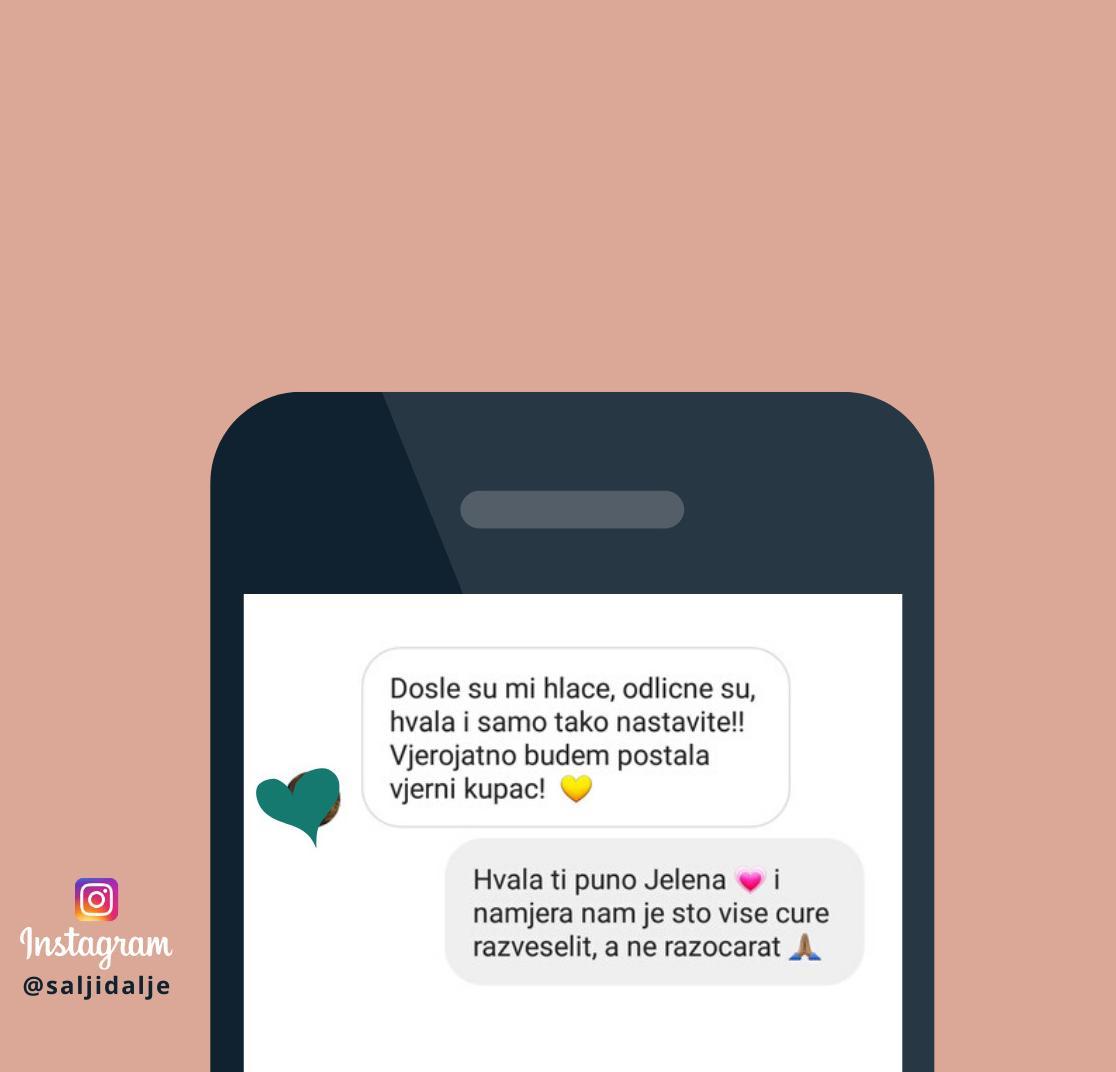 Dosle su mi hlace, odlicne su,
hvala i samo tako nastavite!!
Vjerojatno budem postala
vjerni kupac! 💛
Hvala ti puno Jelena 💗 i
namjera nam je sto vise cure
razveselit, a ne razocarat 🙏🏽
Instagram
@saljidalje